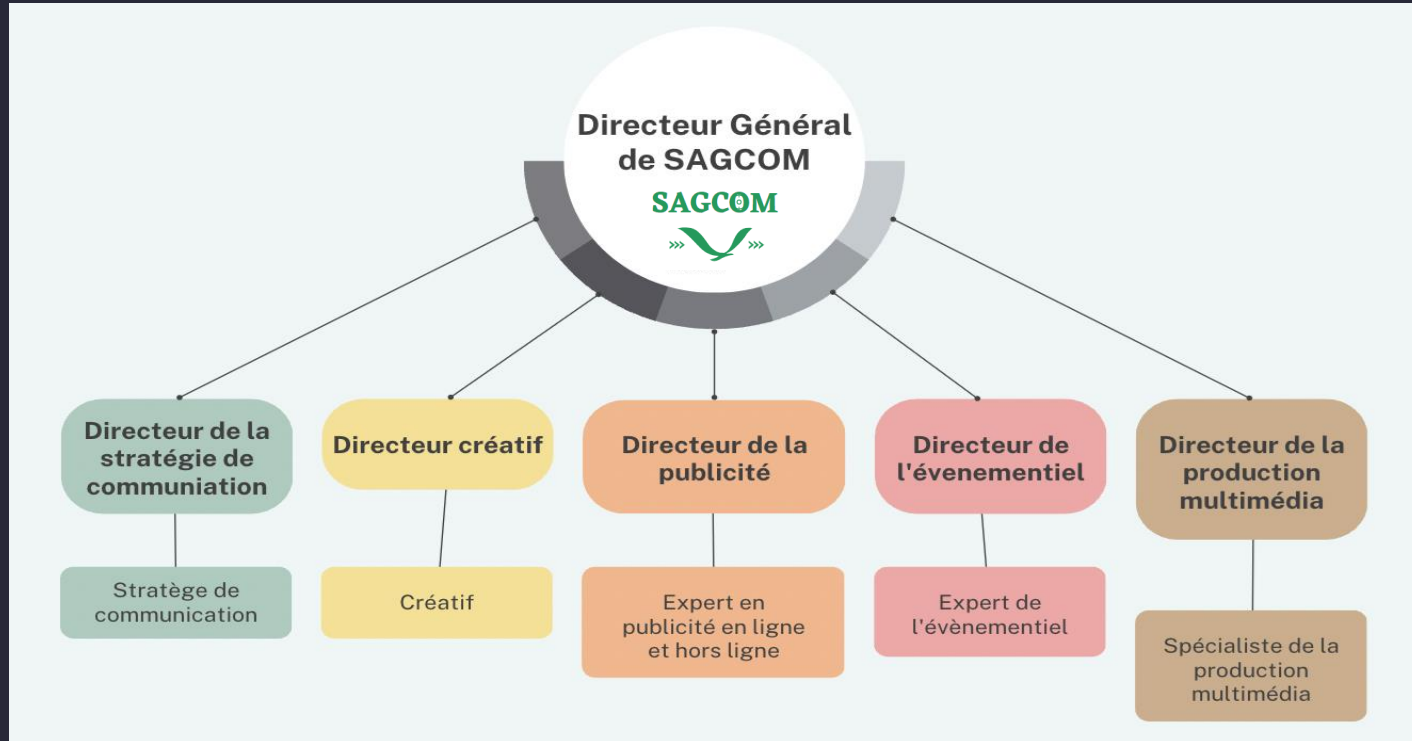 Directeur Général
de SAGCOM
SAGCOM
Directeur de la
stratégie de
communiation
Directeur créatif
Directeur de la
publicité
Directeur de
l'évenementiel
Directeur de la
production
multimédia
Stratège de
communication
Créatif
Expert en
publicité en ligne
et hors ligne
Expert de
l'évènementiel
Spécialiste de la
production
multimédia